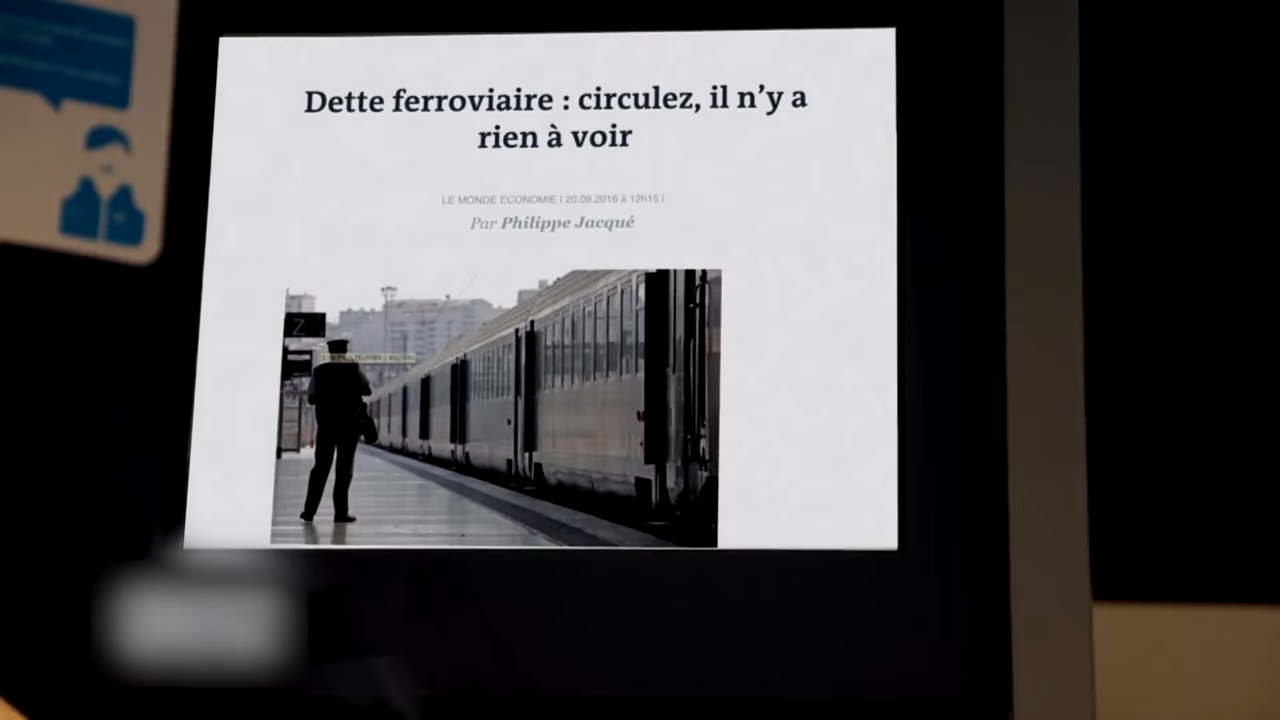 Dette ferroviaire : circulez, il n’y a
rien à voir
LE MONDE ECONOMIE | 20.09.2016 à 12h15 |
Par Philippe Jacqué
Z